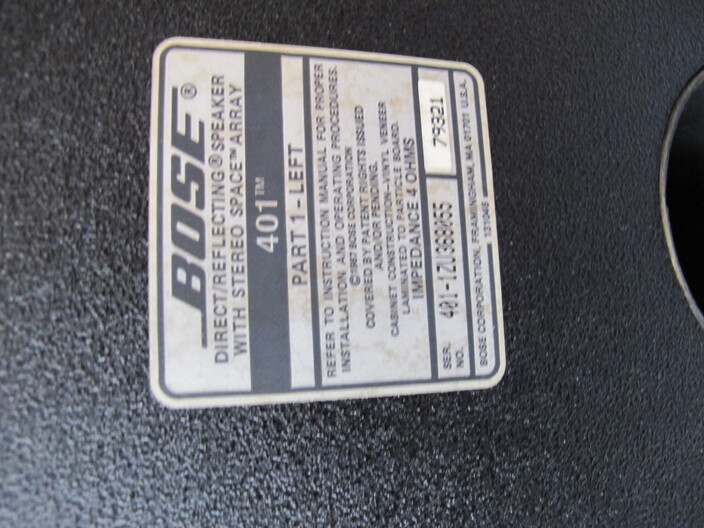 BOSE®
DIRECT/REFLECTING® SPEAKER
WITH STEREO SPACE™ ARRAY
401™
PART 1-LEFT
REFER TO INSTRUCTION MANUAL FOR PROPER
INSTALLATION AND OPERATING PROCEDURES.
©1987 BOSE CORPORATION
COVERED BY PATENT RIGHTS ISSUED
AND/OR PENDING.
CABINET CONSTRUCTION-VINYL VENEER
LAMINATED TO PARTICLE BOARD.
IMPEDANCE 4 OHMS
SER. NO. 401-1ZU368055 79321
BOSE CORPORATION, FRAMINGHAM, MA 01701 U.S.A.
131045